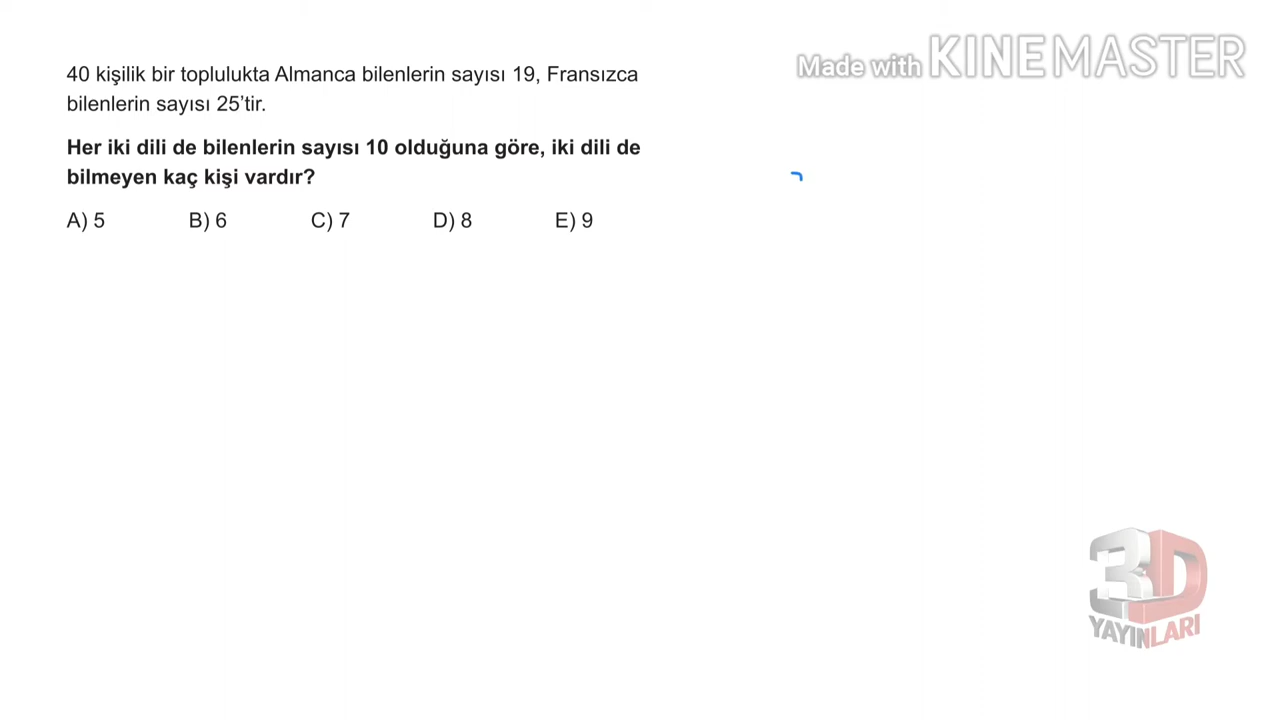 Made with KINEMASTER
40 kişilik bir toplulukta Almanca bilenlerin sayısı 19, Fransızca
bilenlerin sayısı 25’tir.
Her iki dili de bilenlerin sayısı 10 olduğuna göre, iki dili de
bilmeyen kaç kişi vardır?
A) 5 B) 6 C) 7 D) 8 E) 9
3D
YAYINLARI